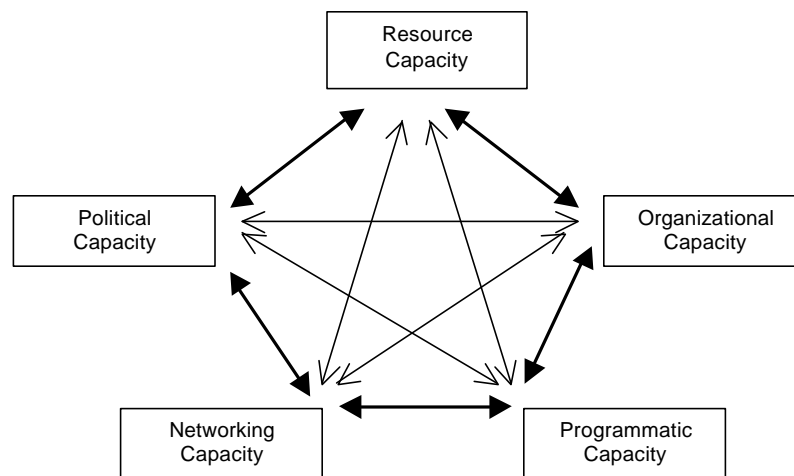 Resource
Capacity
Political
Capacity
Organizational
Capacity
Networking
Capacity
Programmatic
Capacity